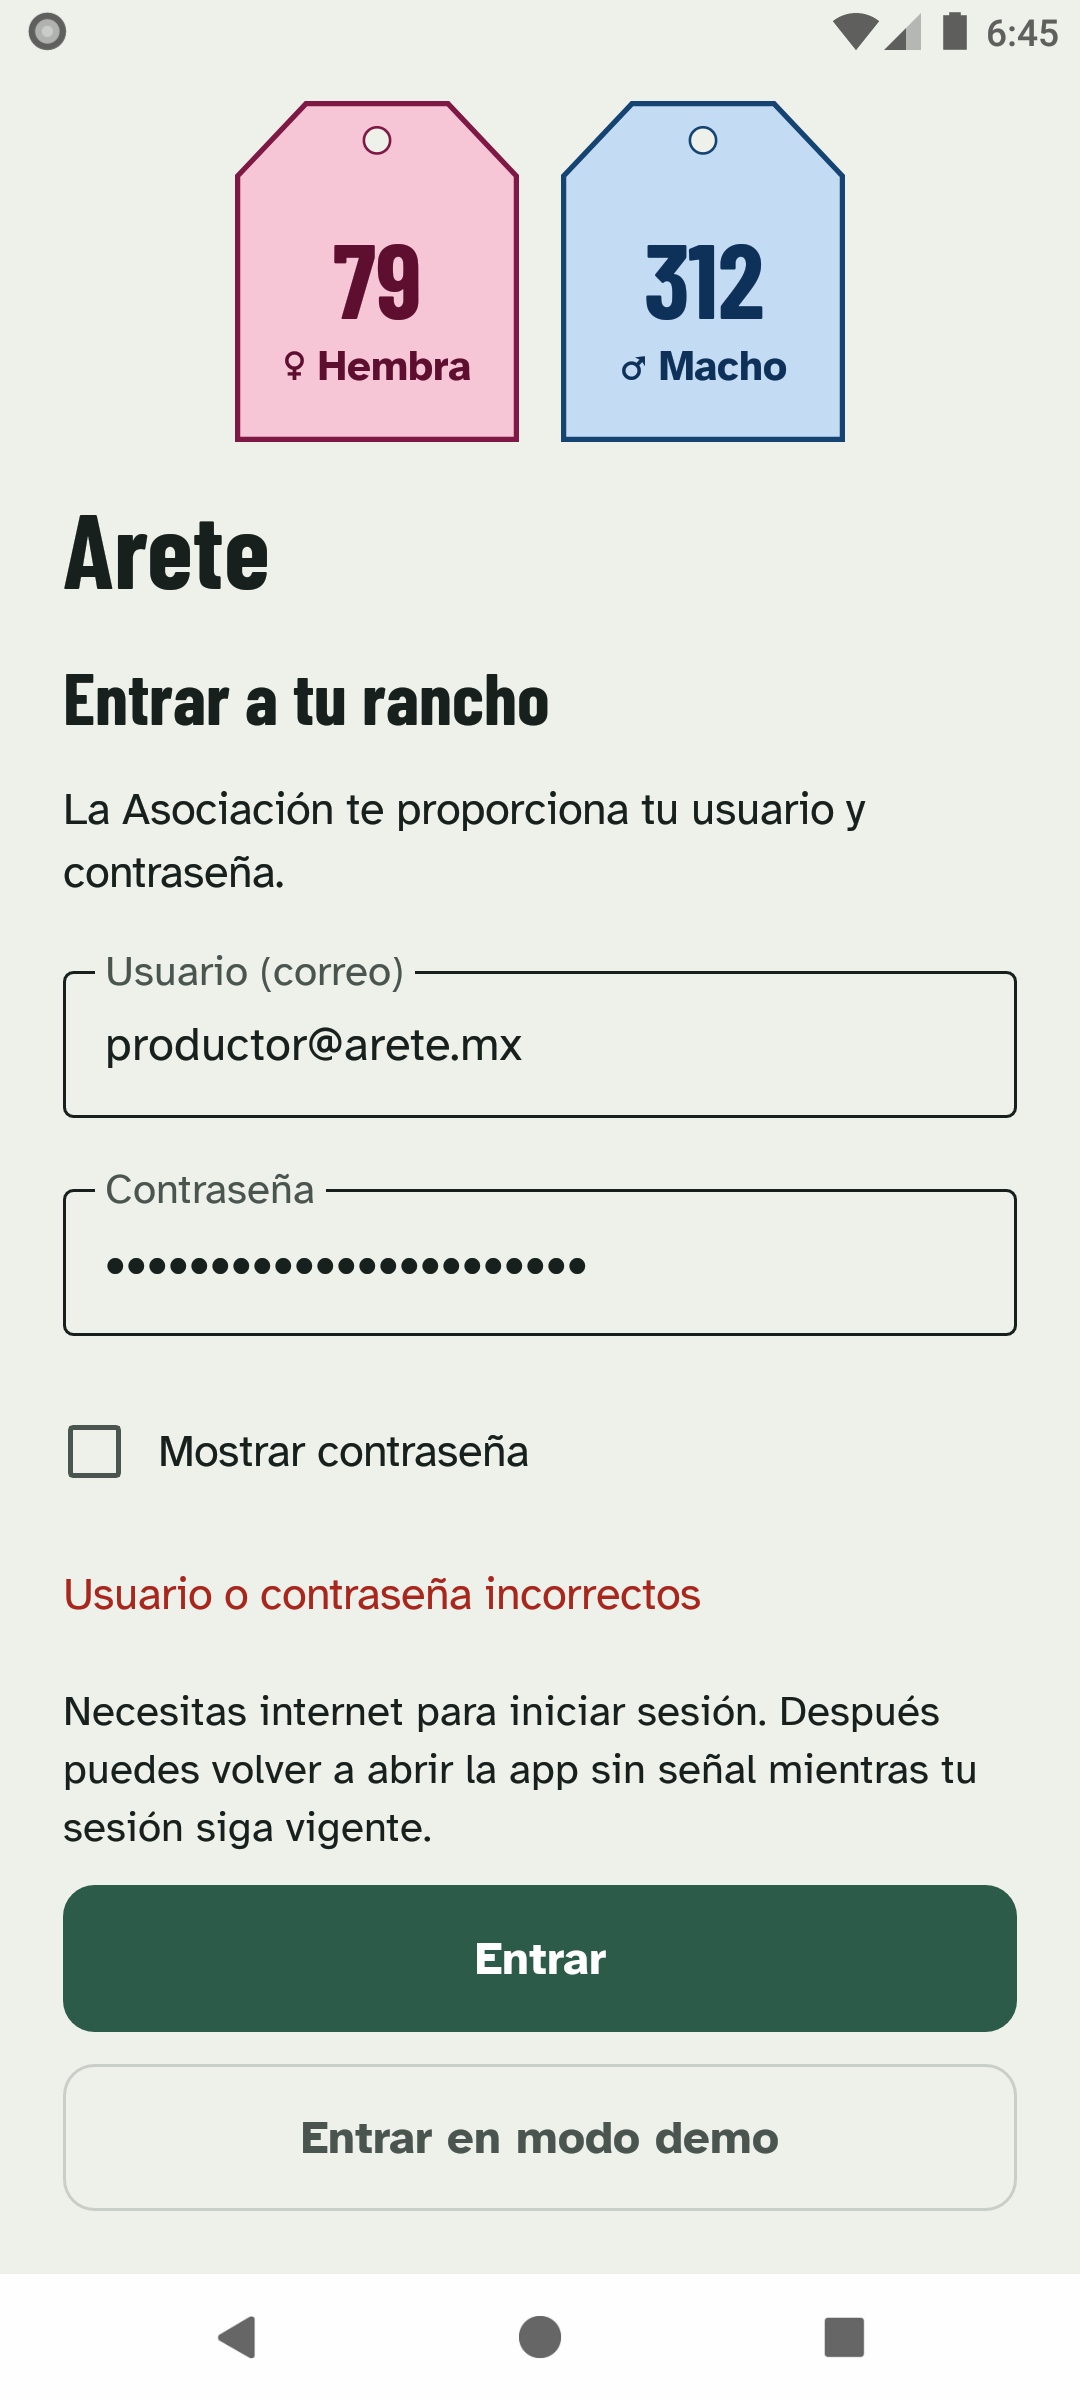 6:45
79
♀ Hembra
312
♂ Macho
Arete
Entrar a tu rancho
La Asociación te proporciona tu usuario y
contraseña.
Usuario (correo)
productor@arete.mx
Contraseña
•••••••••••••••••••••••
Mostrar contraseña
Usuario o contraseña incorrectos
Necesitas internet para iniciar sesión. Después
puedes volver a abrir la app sin señal mientras tu
sesión siga vigente.
Entrar
Entrar en modo demo